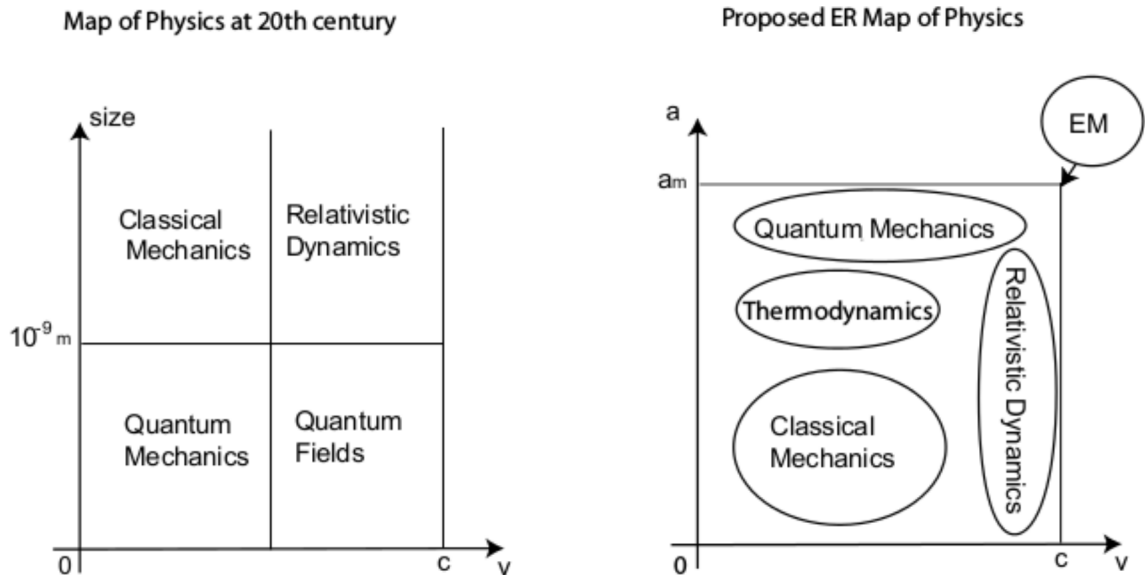 Map of Physics at 20th century
size
Classical
Mechanics
Relativistic
Dynamics
10-9 m
Quantum
Mechanics
Quantum
Fields
0
c
v
Proposed ER Map of Physics
a
EM
am
Quantum Mechanics
Thermodynamics
Relativistic Dynamics
Classical
Mechanics
0
c
v